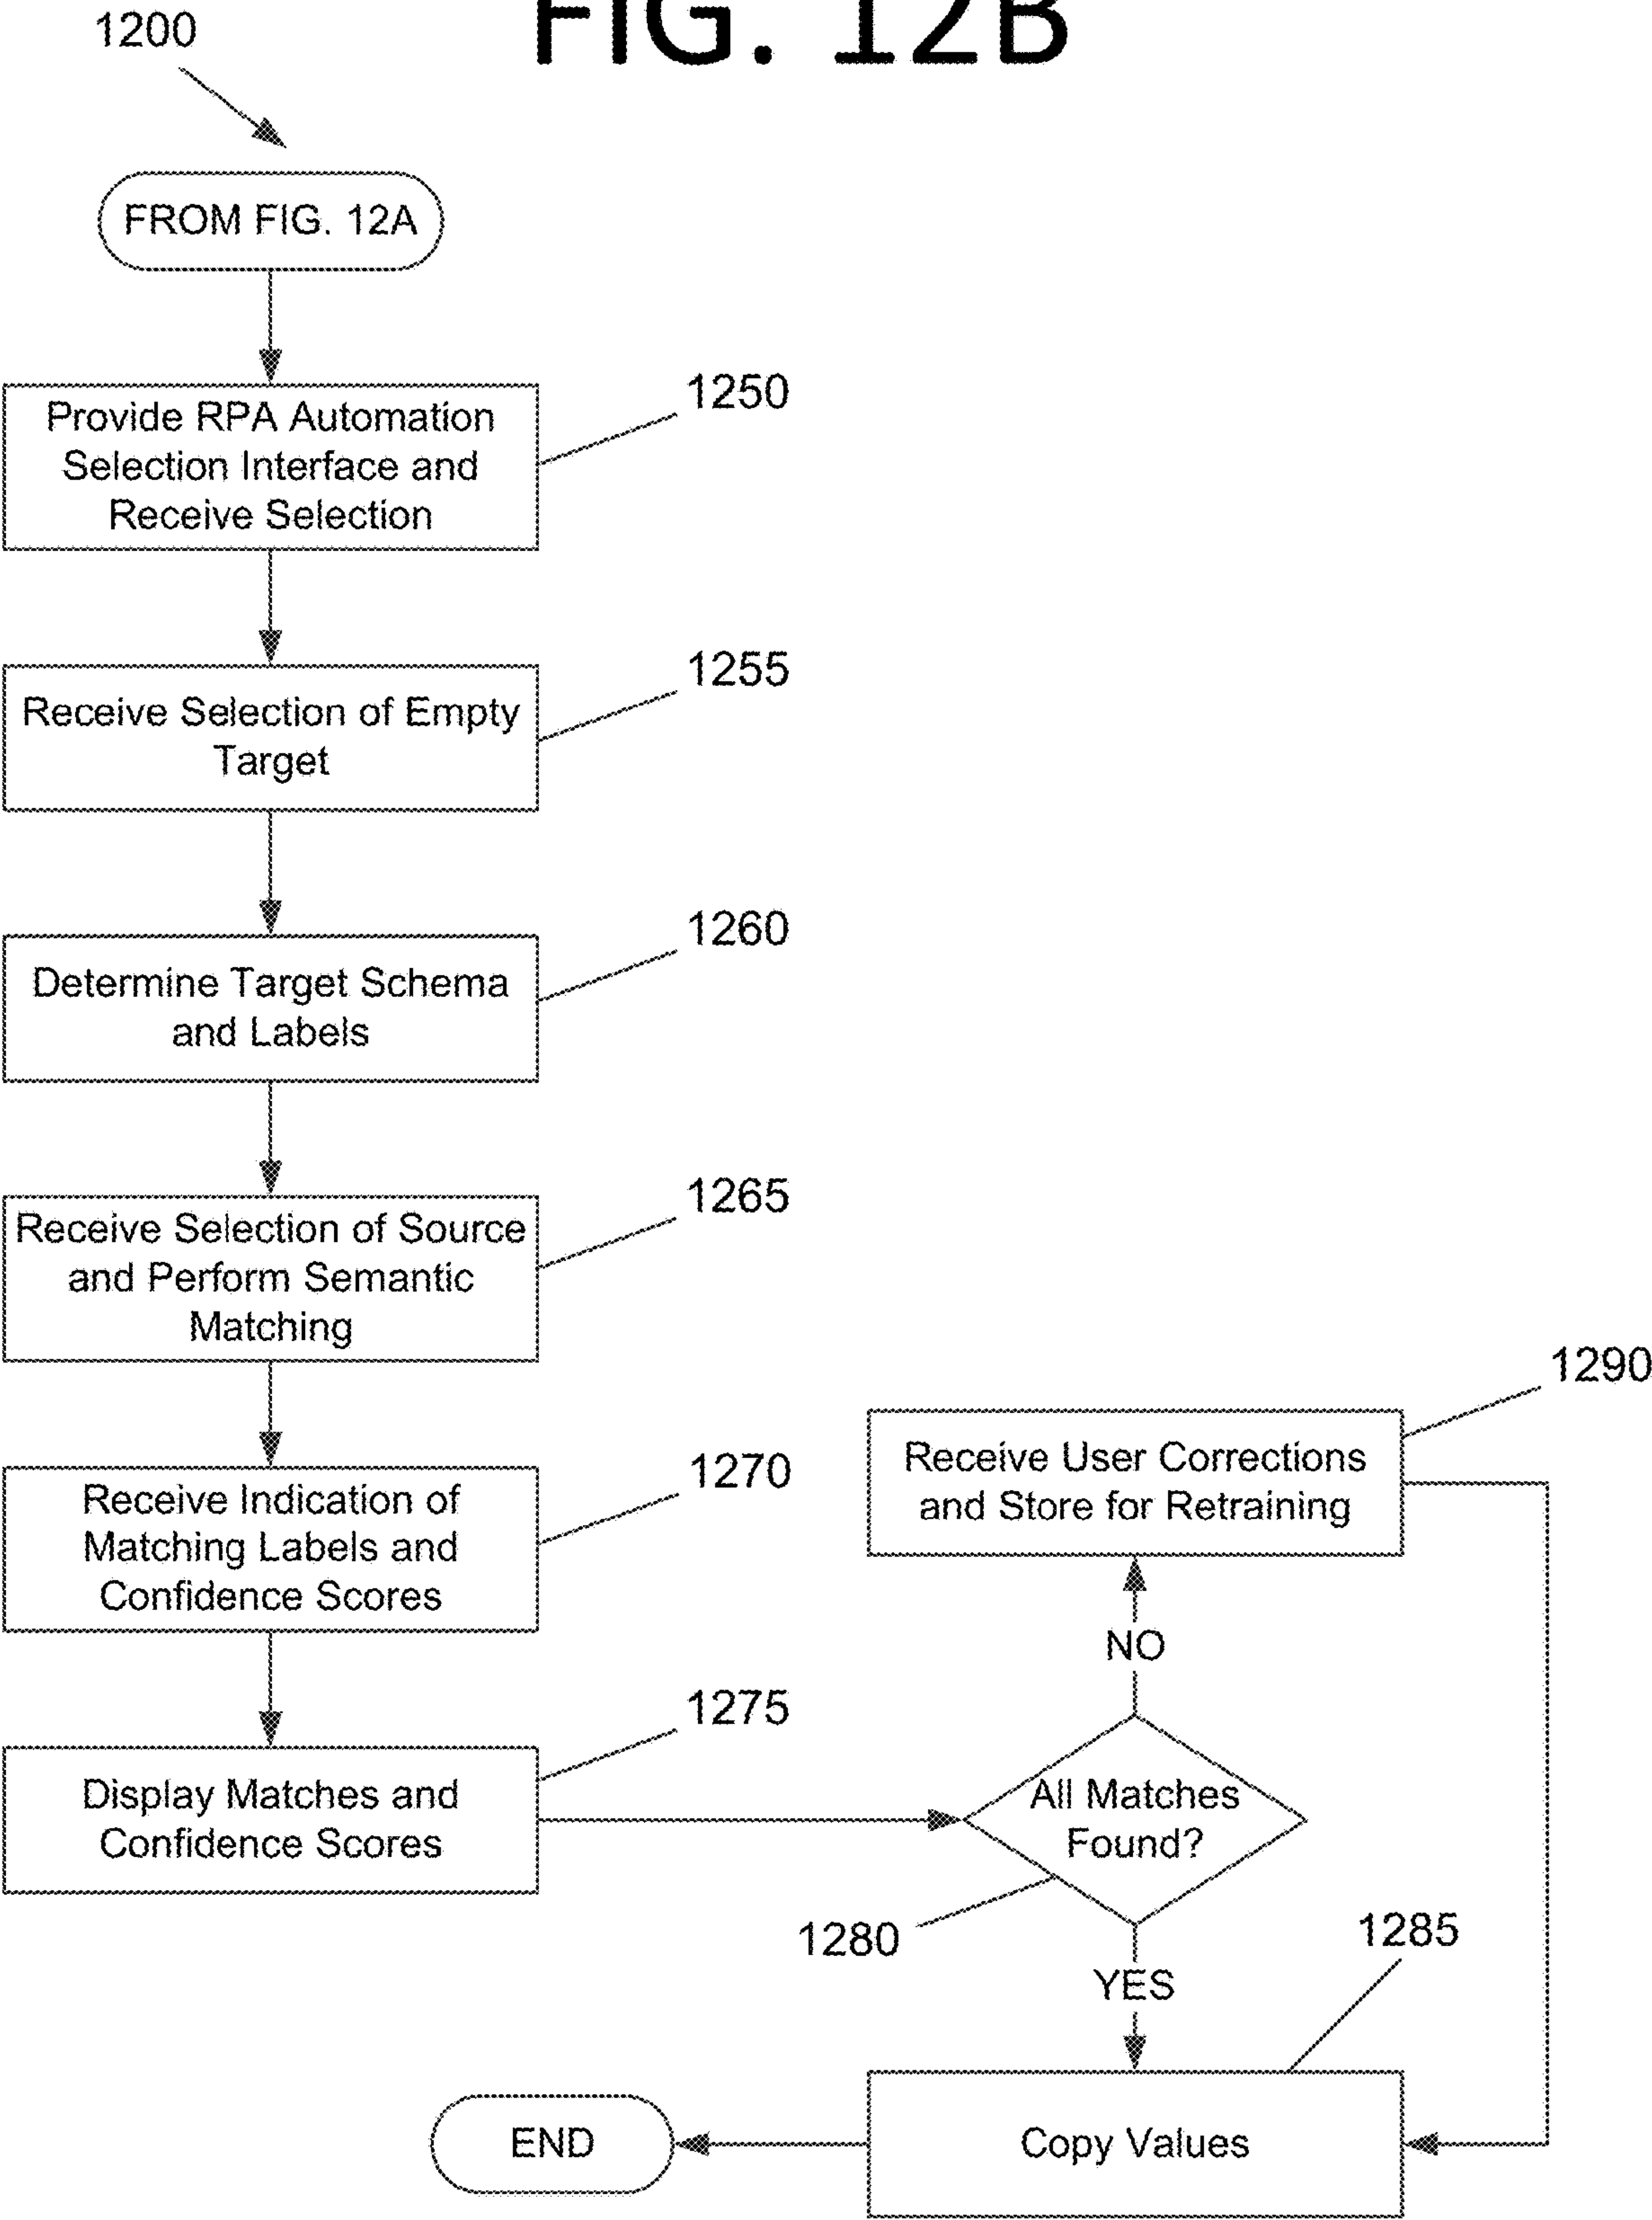 FIG. 12B
1200
FROM FIG. 12A
Provide RPA Automation
Selection Interface and
Receive Selection
1250
Receive Selection of Empty
Target
1255
Determine Target Schema
and Labels
1260
Receive Selection of Source
and Perform Semantic
Matching
1265
Receive Indication of
Matching Labels and
Confidence Scores
1270
Display Matches and
Confidence Scores
1275
All Matches
Found?
1280
NO
Receive User Corrections
and Store for Retraining
1290
YES
Copy Values
1285
END